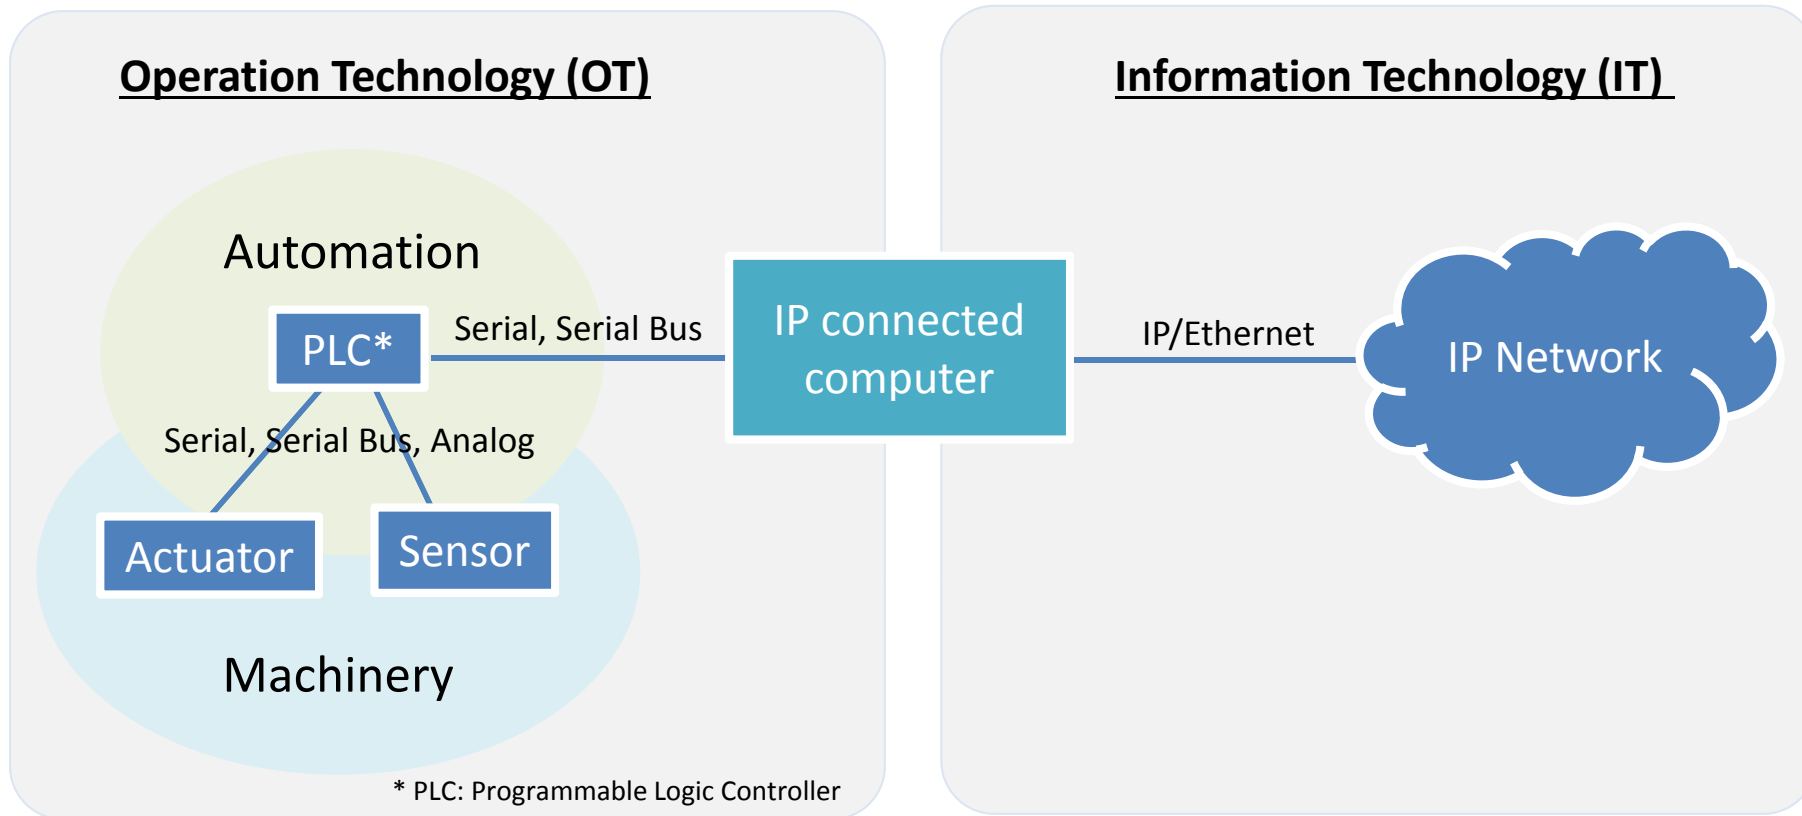 Operation Technology (OT)
Information Technology (IT)
Automation
PLC*
Serial, Serial Bus
IP connected
computer
IP/Ethernet
IP Network
Serial, Serial Bus, Analog
Actuator
Sensor
Machinery
* PLC: Programmable Logic Controller